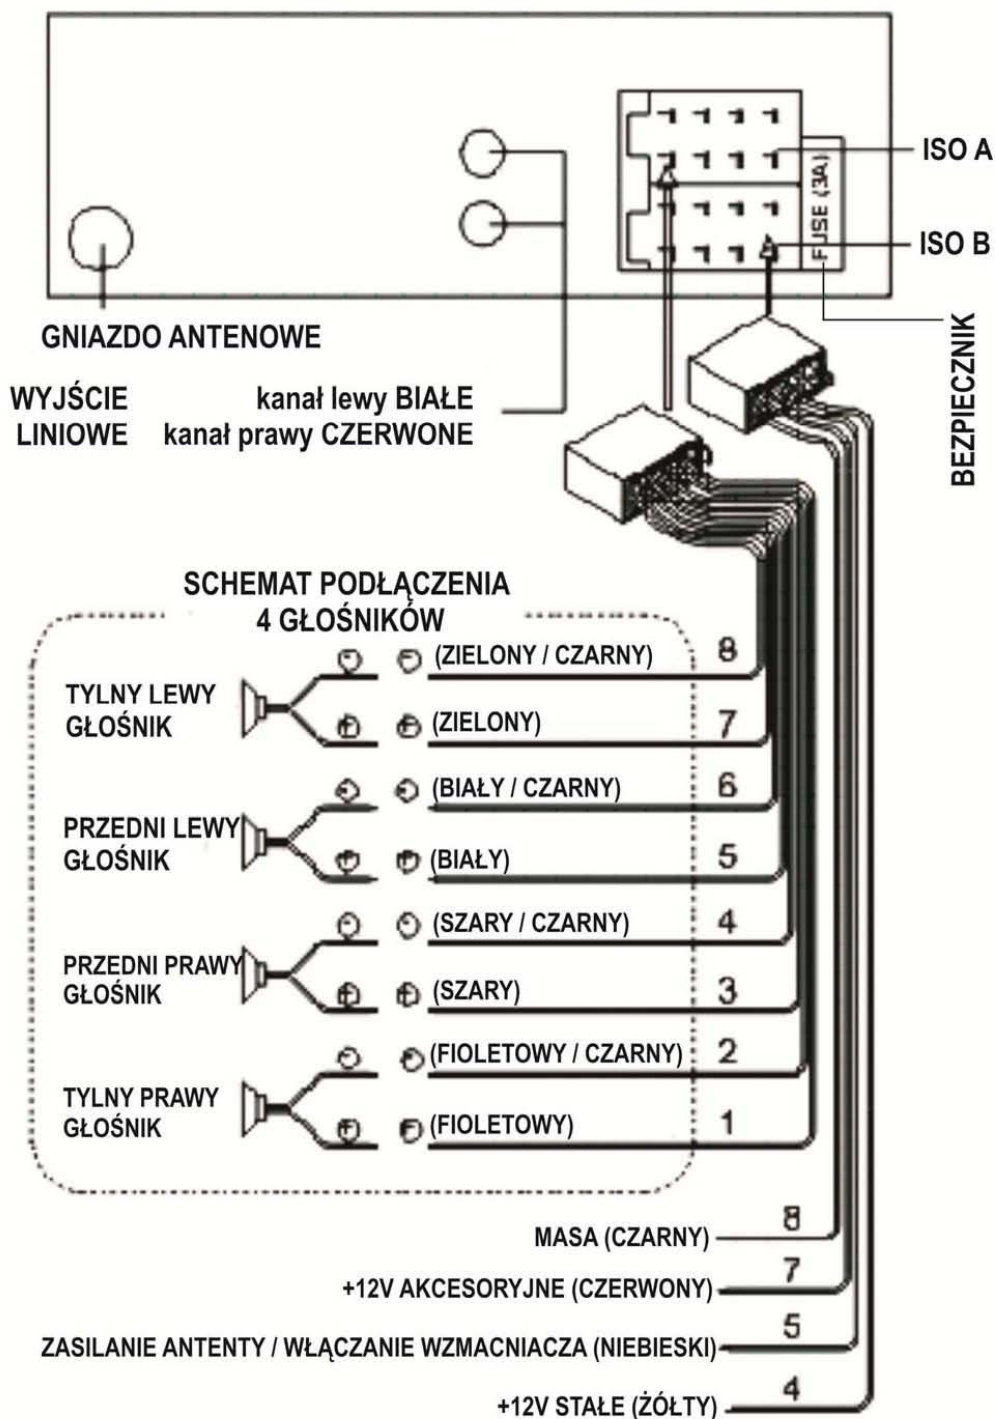 ISO A
FUSE (3A)
ISO B
GNIAZDO ANTENOWE
BEZPIECZNIK
WYJŚCIE
LINIOWE
kanał lewy BIAŁE
kanał prawy CZERWONE
SCHEMAT PODŁĄCZENIA
4 GŁOŚNIKÓW
(ZIELONY / CZARNY) 8
TYLNY LEWY
GŁOŚNIK
(ZIELONY) 7
(BIAŁY / CZARNY) 6
PRZEDNI LEWY
GŁOŚNIK
(BIAŁY) 5
(SZARY / CZARNY) 4
PRZEDNI PRAWY
GŁOŚNIK
(SZARY) 3
(FIOLETOWY / CZARNY) 2
TYLNY PRAWY
GŁOŚNIK
(FIOLETOWY) 1
MASA (CZARNY) 8
+12V AKCESORYJNE (CZERWONY) 7
ZASILANIE ANTENTY / WŁĄCZANIE WZMACNIACZA (NIEBIESKI) 5
+12V STAŁE (ŻÓŁTY) 4